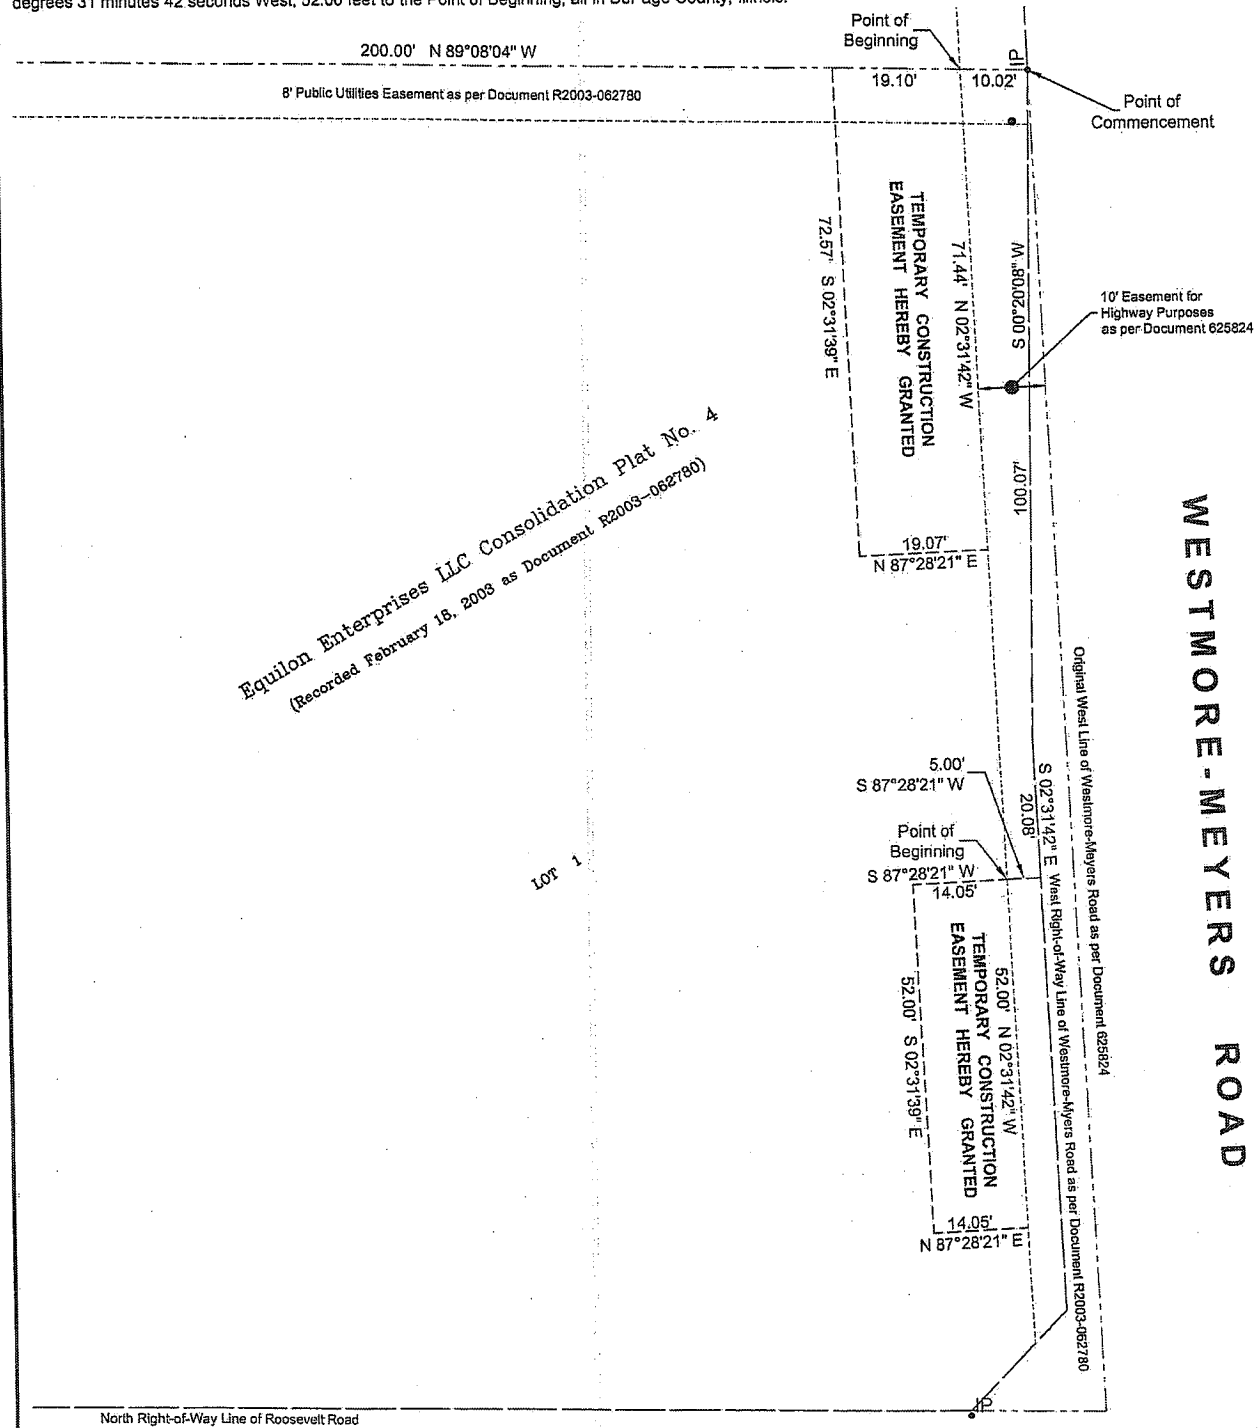 degrees 31 minutes 42 seconds West, 52.00 feet to the Point of Beginning, all in DuPage County, Illinois.
Point of
Beginning
200.00' N 89°08'04" W
IP
19.10'
10.02'
8' Public Utilities Easement as per Document R2003-062780
Point of
Commencement
TEMPORARY CONSTRUCTION
EASEMENT HEREBY GRANTED
72.57' S 02°31'39" E
71.44' N 02°31'42" W
S 00°20'08" W
100.07'
10' Easement for
Highway Purposes
as per Document 625824
Equilon Enterprises LLC Consolidation Plat No. 4
(Recorded February 18, 2003 as Document R2003-062780)
19.07'
N 87°28'21" E
WESTMORE-MEYERS ROAD
Original West Line of Westmore-Meyers Road as per Document 625824
5.00'
S 87°28'21" W
S 02°31'42" E
20.08'
West Right-of-Way Line of Westmore-Myers Road as per Document R2003-062780
Point of
Beginning
S 87°28'21" W
14.05'
LOT 1
TEMPORARY CONSTRUCTION
EASEMENT HEREBY GRANTED
52.00' N 02°31'42" W
52.00' S 02°31'39" E
14.05'
N 87°28'21" E
IP
North Right-of-Way Line of Roosevelt Road